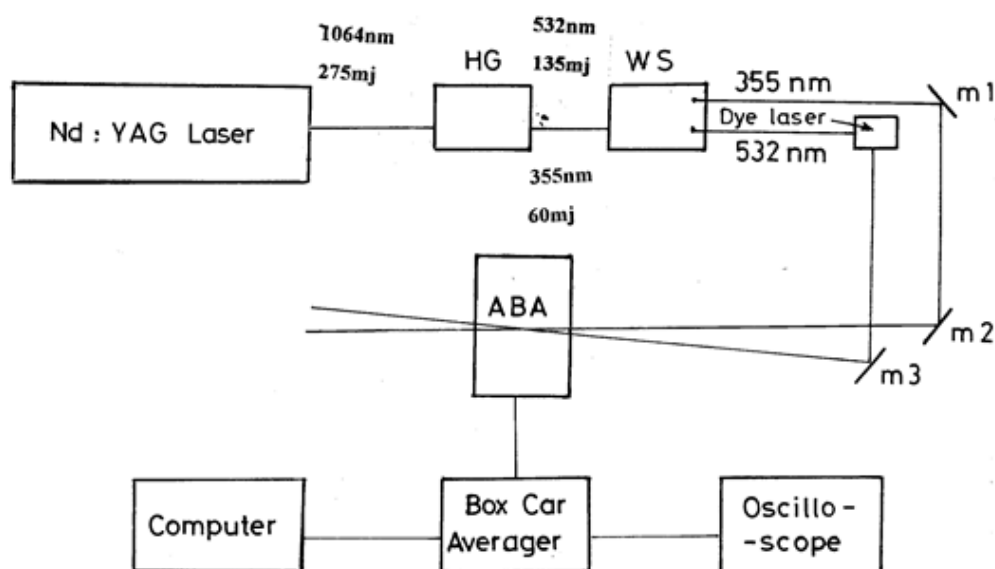 1064nm
275mj
532nm
135mj
HG
WS
Nd : YAG Laser
355 nm
m1
Dye laser
532 nm
355nm
60mj
ABA
m2
m3
Computer
Box Car
Averager
Oscillo-
-scope